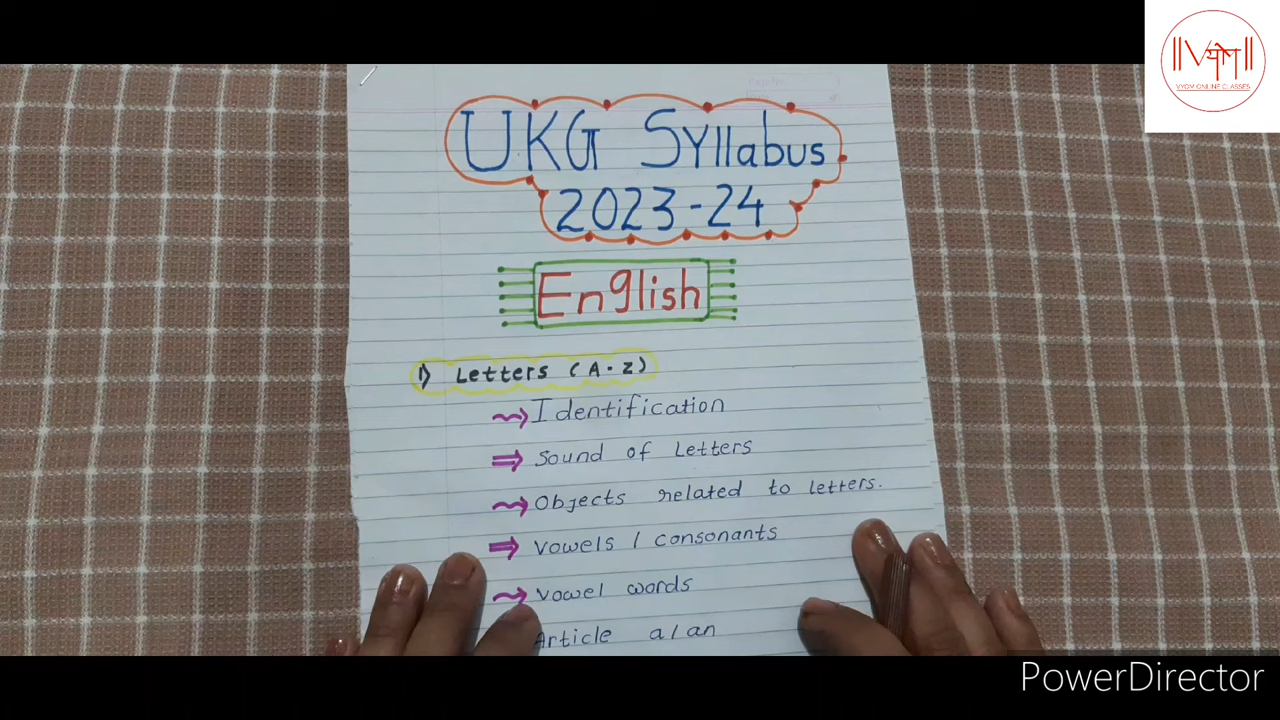 ||Vयोम||
VYOM ONLINE CLASSES
UKG Syllabus
2023-24
English
1) Letters (A-Z)
Identification
Sound of Letters
Objects related to letters.
Vowels / consonants
Vowel words
Article a/an
PowerDirector